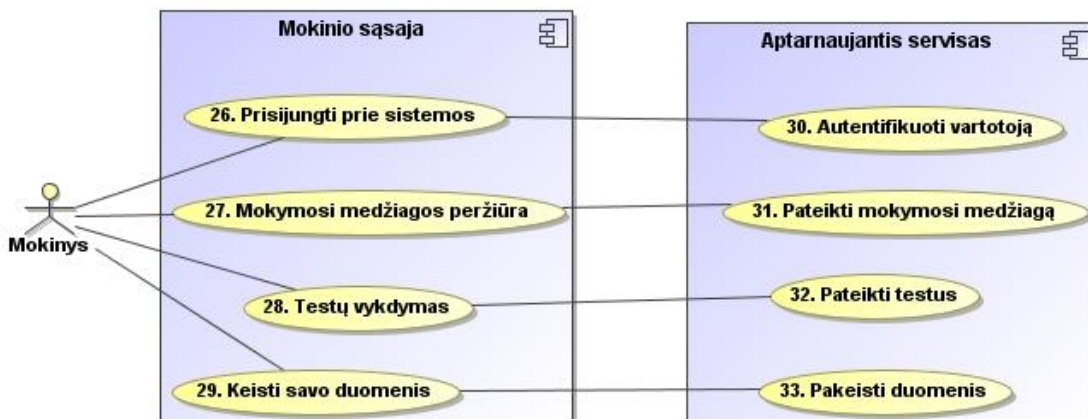 Mokinio sąsaja
Aptarnaujantis servisas
26. Prisijungti prie sistemos
30. Autentifikuoti vartotoją
27. Mokymosi medžiagos peržiūra
31. Pateikti mokymosi medžiagą
Mokinys
28. Testų vykdymas
32. Pateikti testus
29. Keisti savo duomenis
33. Pakeisti duomenis